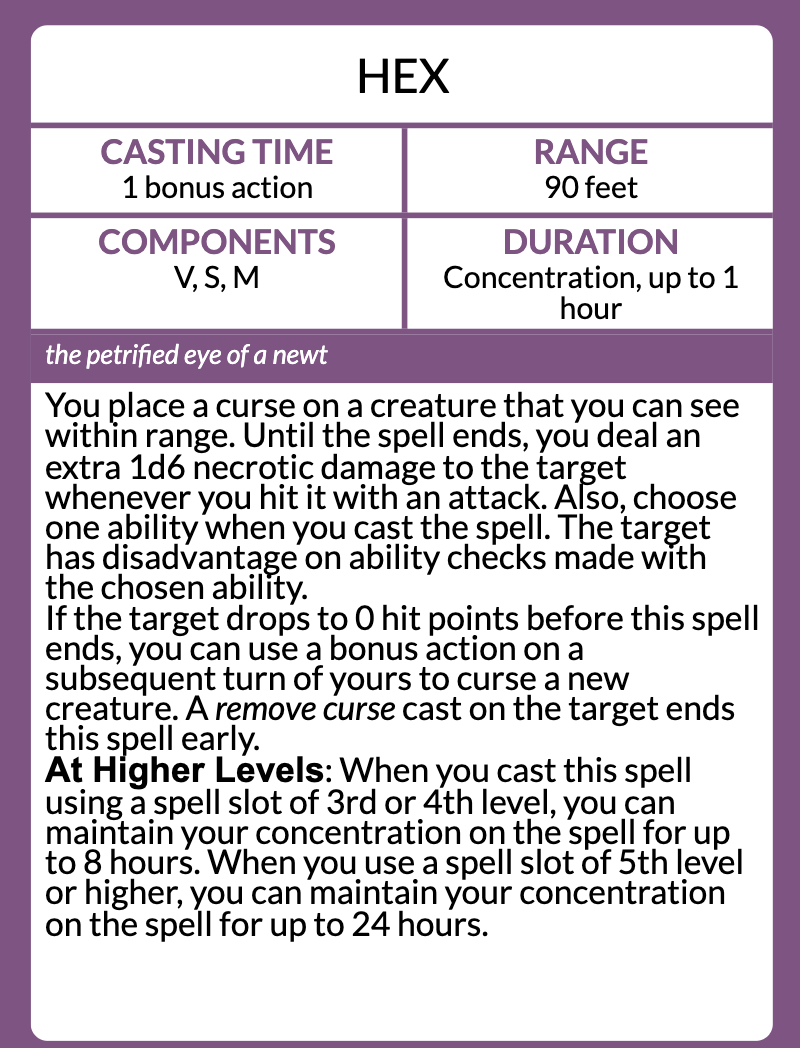 HEX
CASTING TIME
1 bonus action
RANGE
90 feet
COMPONENTS
V, S, M
DURATION
Concentration, up to 1
hour
the petrified eye of a newt
You place a curse on a creature that you can see
within range. Until the spell ends, you deal an
extra 1d6 necrotic damage to the target
whenever you hit it with an attack. Also, choose
one ability when you cast the spell. The target
has disadvantage on ability checks made with
the chosen ability.
If the target drops to 0 hit points before this spell
ends, you can use a bonus action on a
subsequent turn of yours to curse a new
creature. A remove curse cast on the target ends
this spell early.
At Higher Levels: When you cast this spell
using a spell slot of 3rd or 4th level, you can
maintain your concentration on the spell for up
to 8 hours. When you use a spell slot of 5th level
or higher, you can maintain your concentration
on the spell for up to 24 hours.